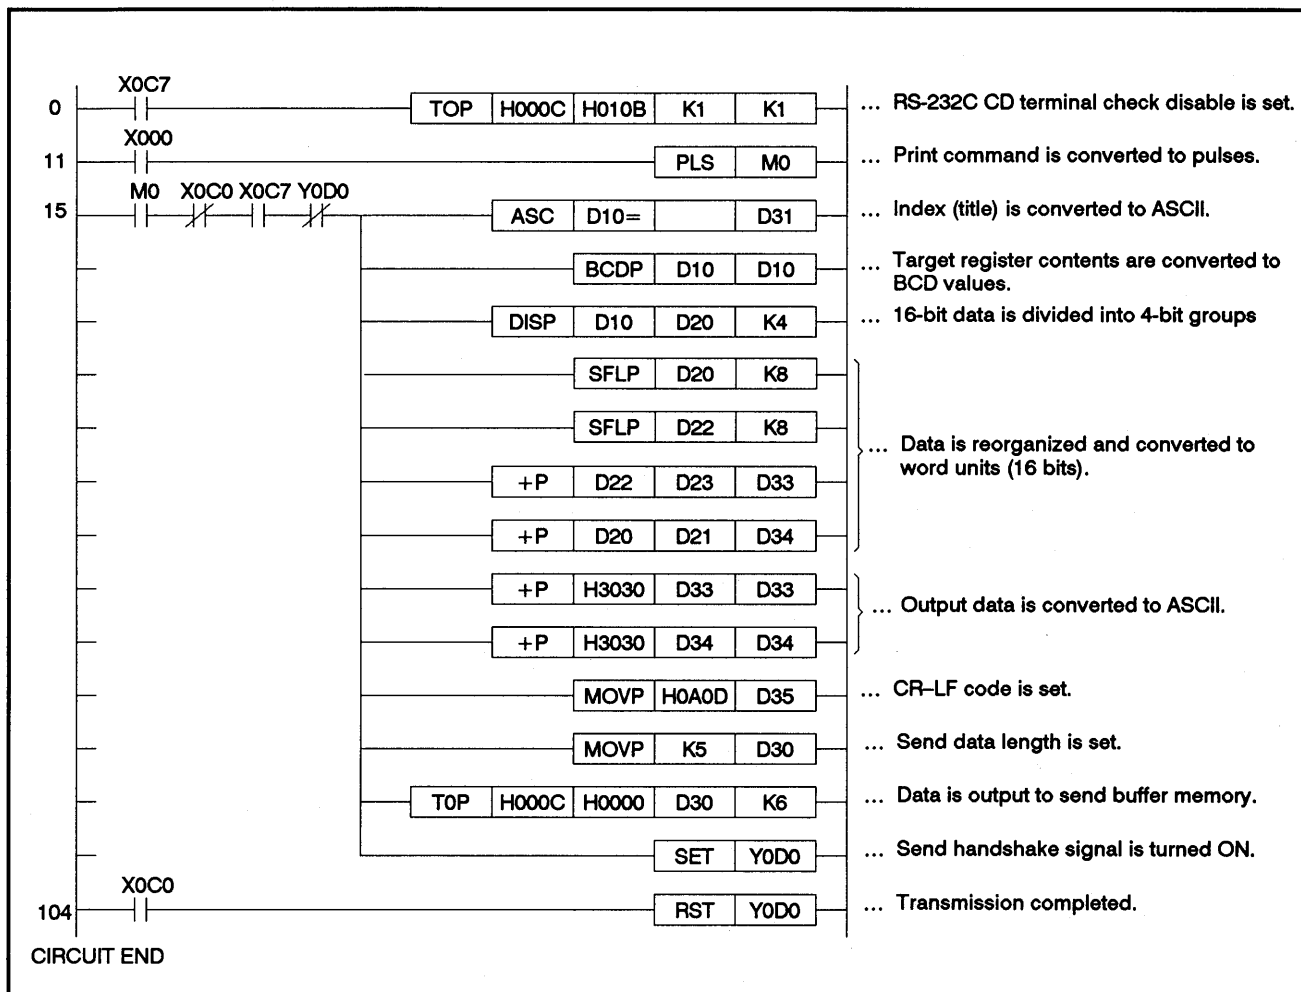 X0C7
0 TOP H000C H010B K1 K1 ... RS-232C CD terminal check disable is set.
X000
11 PLS M0 ... Print command is converted to pulses.
M0 X0C0 X0C7 Y0D0
15 ASC D10= D31 ... Index (title) is converted to ASCII.
BCDP D10 D10 ... Target register contents are converted to
BCD values.
DISP D10 D20 K4 ... 16-bit data is divided into 4-bit groups
SFLP D20 K8
SFLP D22 K8
... Data is reorganized and converted to
word units (16 bits).
+P D22 D23 D33
+P D20 D21 D34
+P H3030 D33 D33
... Output data is converted to ASCII.
+P H3030 D34 D34
MOVP H0A0D D35 ... CR–LF code is set.
MOVP K5 D30 ... Send data length is set.
T0P H000C H0000 D30 K6 ... Data is output to send buffer memory.
SET Y0D0 ... Send handshake signal is turned ON.
X0C0
104 RST Y0D0 ... Transmission completed.
CIRCUIT END